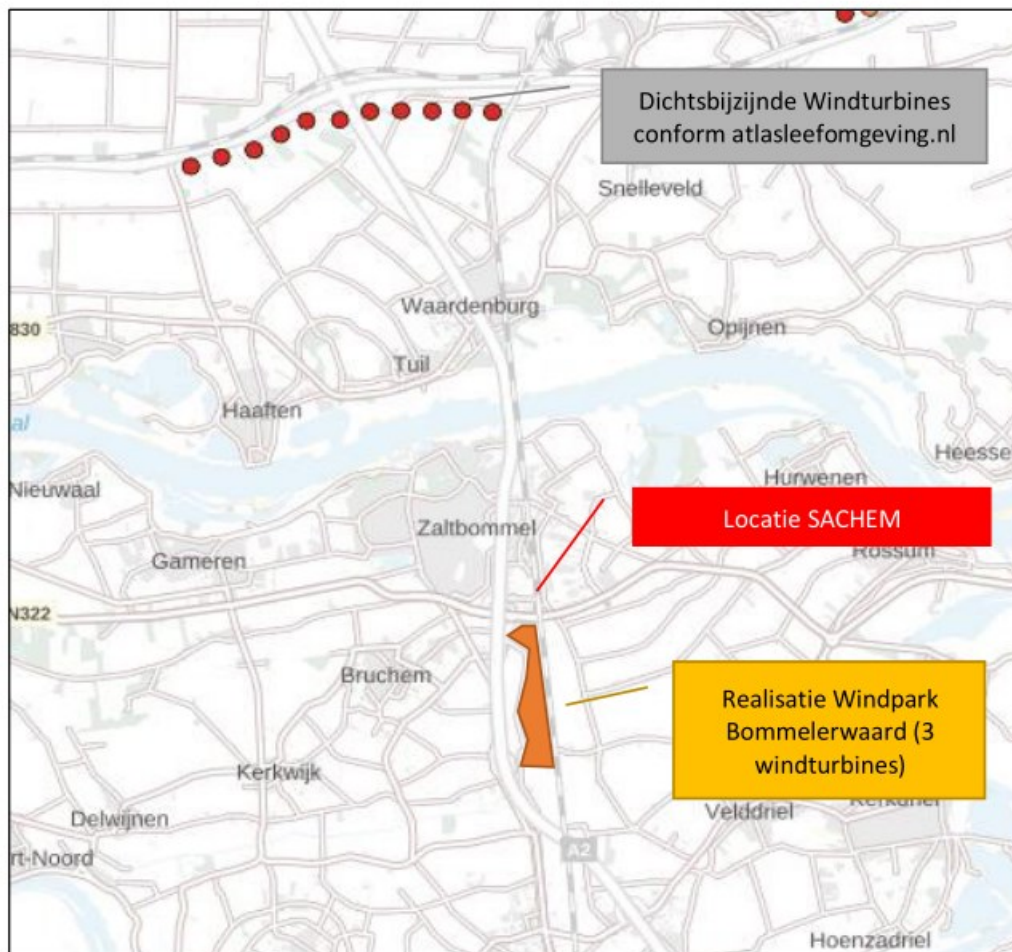 Dichtsbijzijnde Windturbines
conform atlasleefomgeving.nl
Snelleveld
Waardenburg
Opijnen
830
Tuil
Haaften
al
Heesse
Hurwenen
Nieuwaal
Locatie SACHEM
Zaltbommel
Rossum
Gameren
N322
Bruchem
Realisatie Windpark
Bommelerwaard (3
windturbines)
Kerkwijk
Velddriel
Delwijnen
A2
rt-Noord
Hoenzadriel